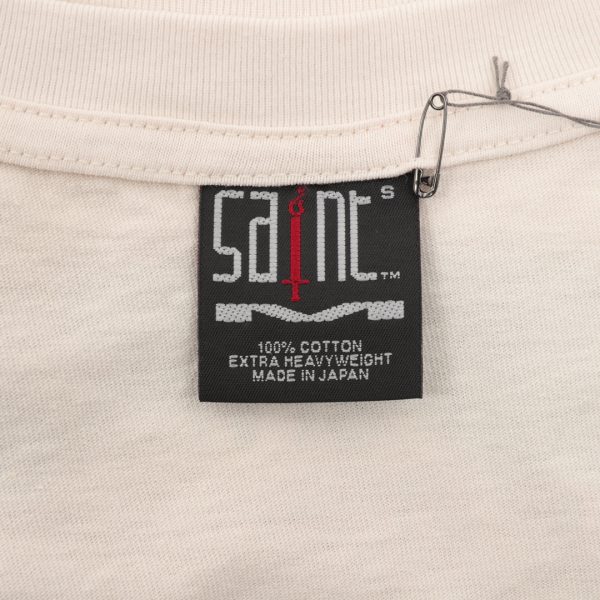 saint S
TM
100% COTTON
EXTRA HEAVYWEIGHT
MADE IN JAPAN